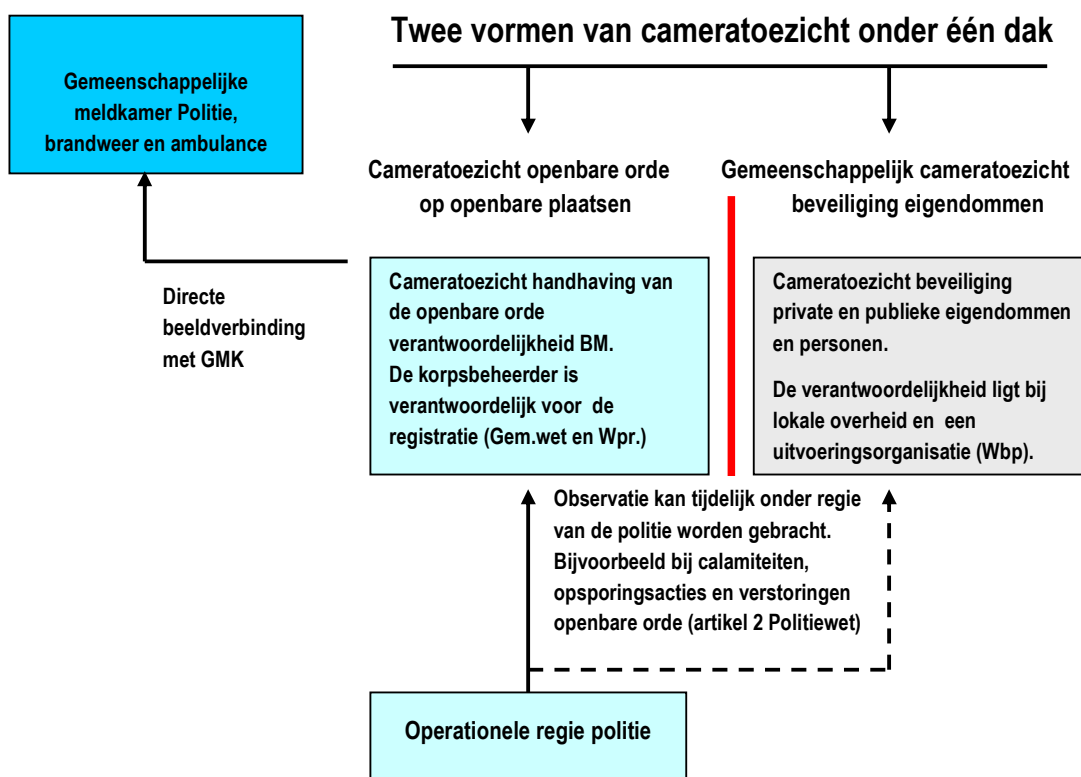 Twee vormen van cameratoezicht onder één dak
Gemeenschappelijke
meldkamer Politie,
brandweer en ambulance
Cameratoezicht openbare orde
op openbare plaatsen
Gemeenschappelijk cameratoezicht
beveiliging eigendommen
Directe
beeldverbinding
met GMK
Cameratoezicht handhaving van
de openbare orde
verantwoordelijkheid BM.
De korpsbeheerder is
verantwoordelijk voor de
registratie (Gem.wet en Wpr.)
Cameratoezicht beveiliging
private en publieke eigendommen
en personen.
De verantwoordelijkheid ligt bij
lokale overheid en een
uitvoeringsorganisatie (Wbp).
Observatie kan tijdelijk onder regie
van de politie worden gebracht.
Bijvoorbeeld bij calamiteiten,
opsporingsacties en verstoringen
openbare orde (artikel 2 Politiewet)
Operationele regie politie